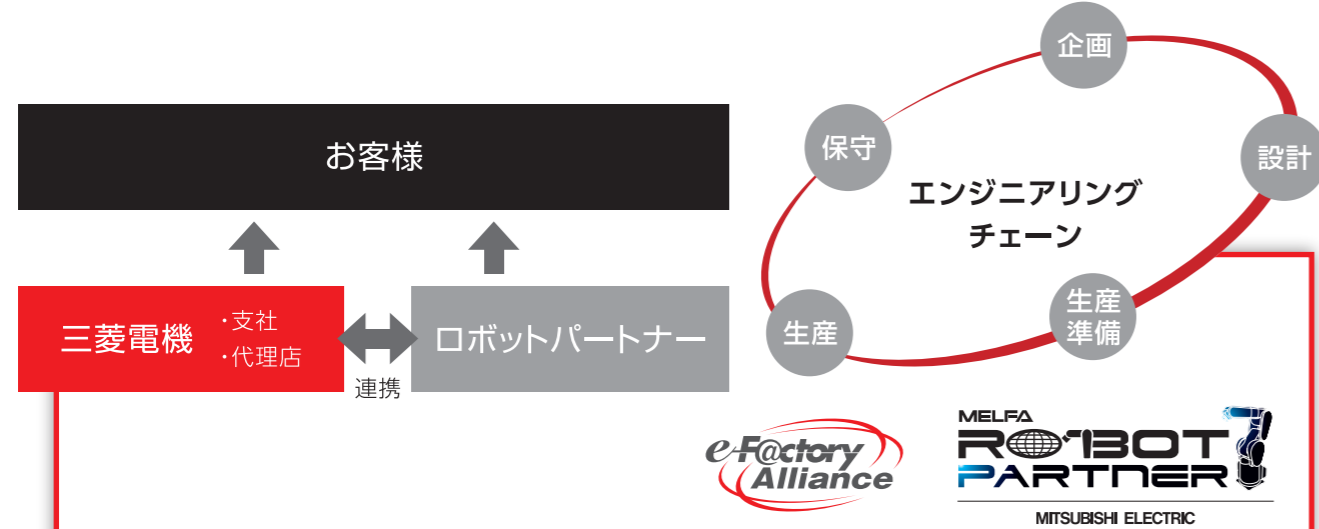 お客様
三菱電機
・支社
・代理店
連携
ロボットパートナー
企画
保守
設計
エンジニアリング
チェーン
生産
生産
準備
e-F@ctory
Alliance
MELFA
ROBOT
PARTNER
MITSUBISHI ELECTRIC